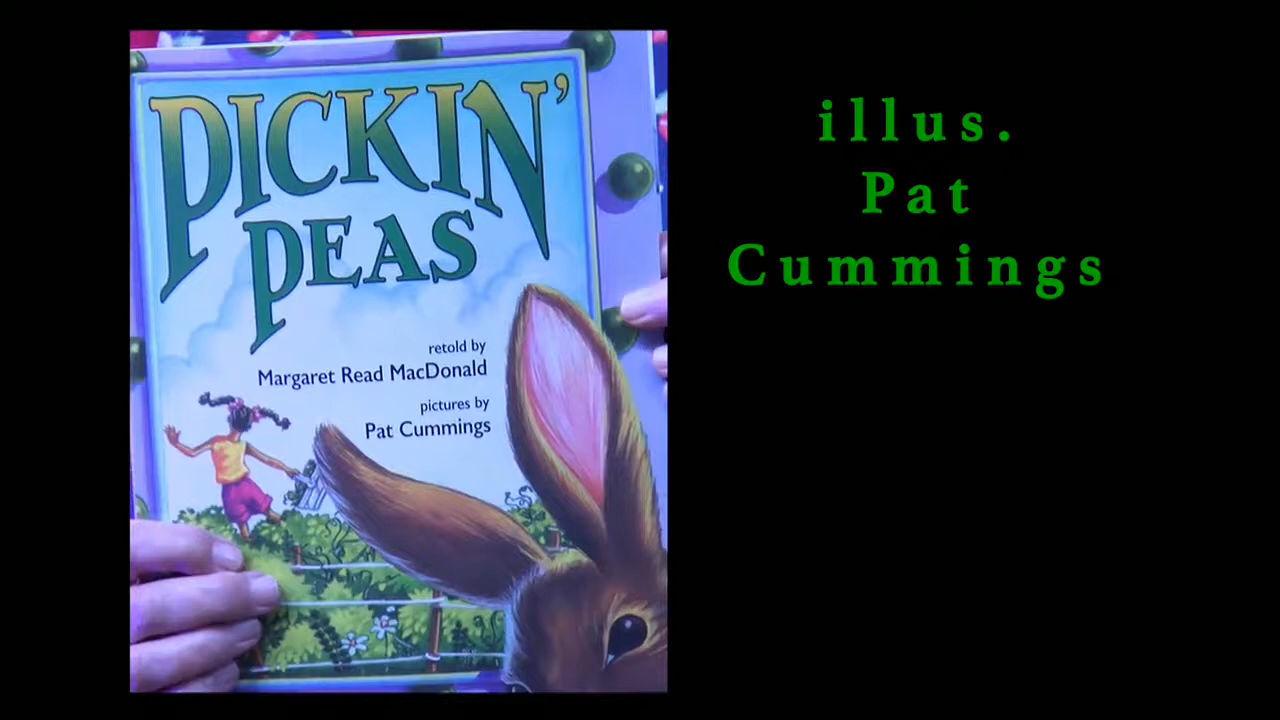 PICKIN'
PEAS
retold by
Margaret Read MacDonald
pictures by
Pat Cummings
illus.
Pat
Cummings